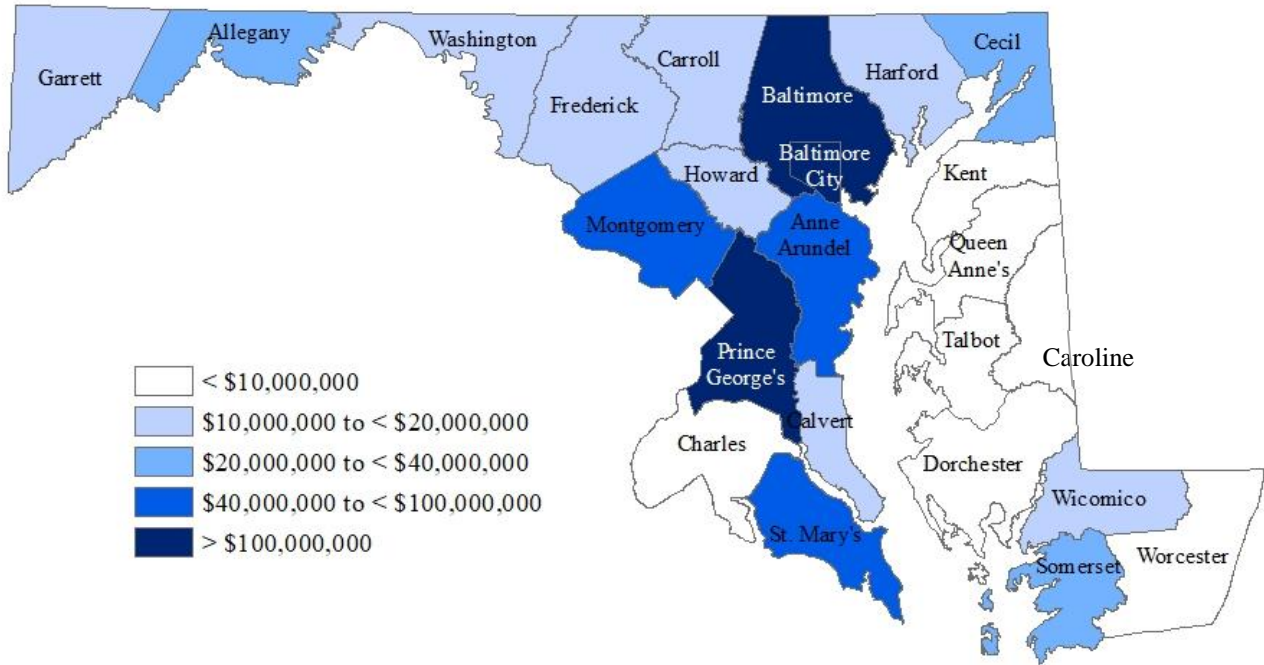 Allegany
Washington
Garrett
Frederick
Carroll
Baltimore
Harford
Cecil
Baltimore
City
Howard
Kent
Montgomery
Anne
Arundel
Queen
Anne's
Talbot
Caroline
Prince
George's
Calvert
Charles
Dorchester
Wicomico
St. Mary's
Somerset
Worcester
< $10,000,000
$10,000,000 to < $20,000,000
$20,000,000 to < $40,000,000
$40,000,000 to < $100,000,000
> $100,000,000